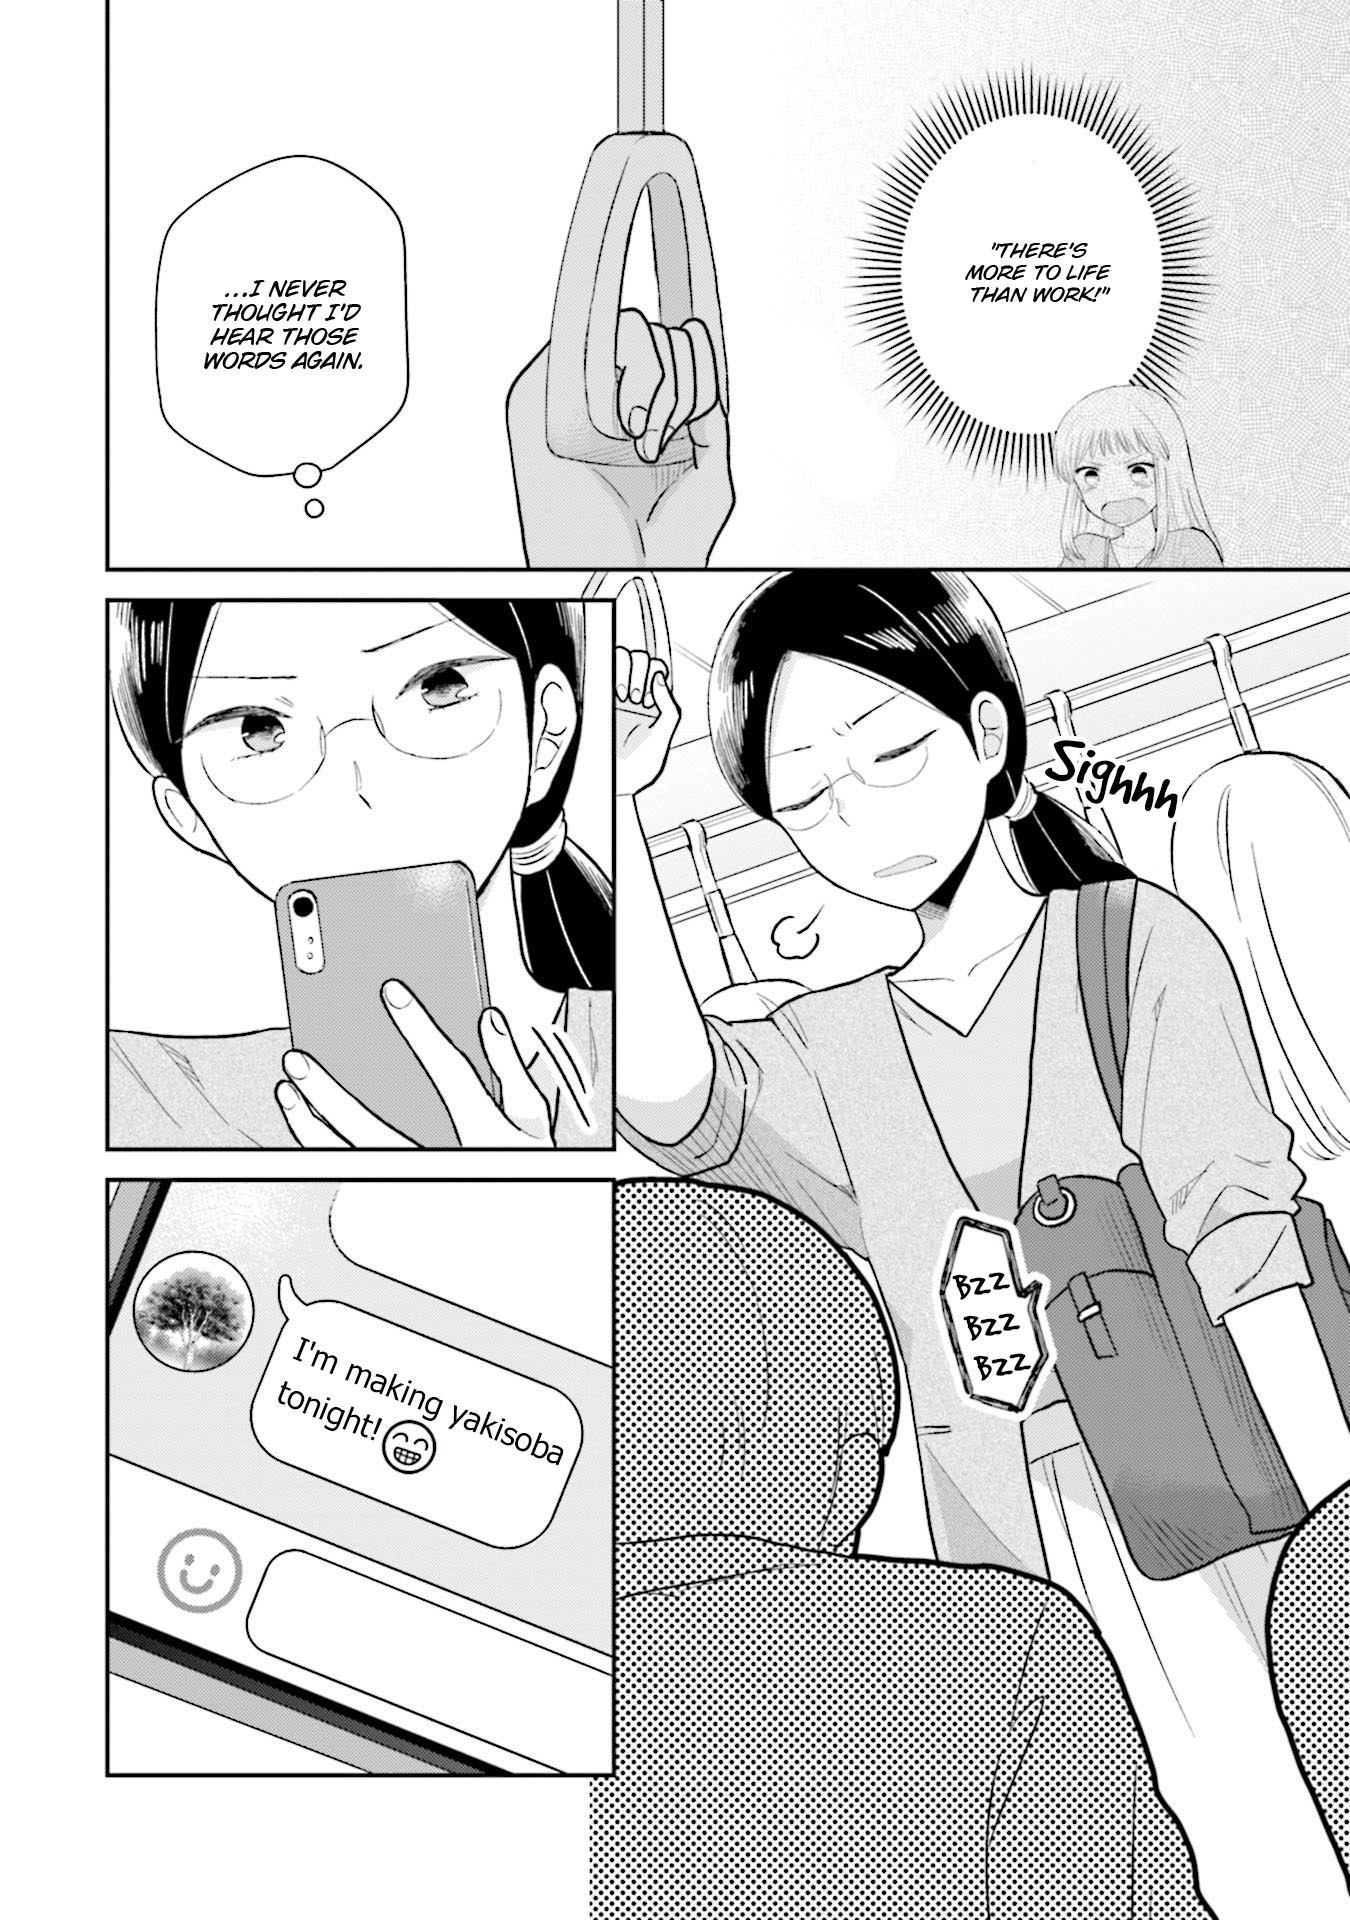 "THERE'S
MORE TO LIFE
THAN WORK!"
...I NEVER
THOUGHT I'D
HEAR THOSE
WORDS AGAIN.
Sighhh
BZZ
BZZ
BZZ
I'm making yakisoba
tonight!